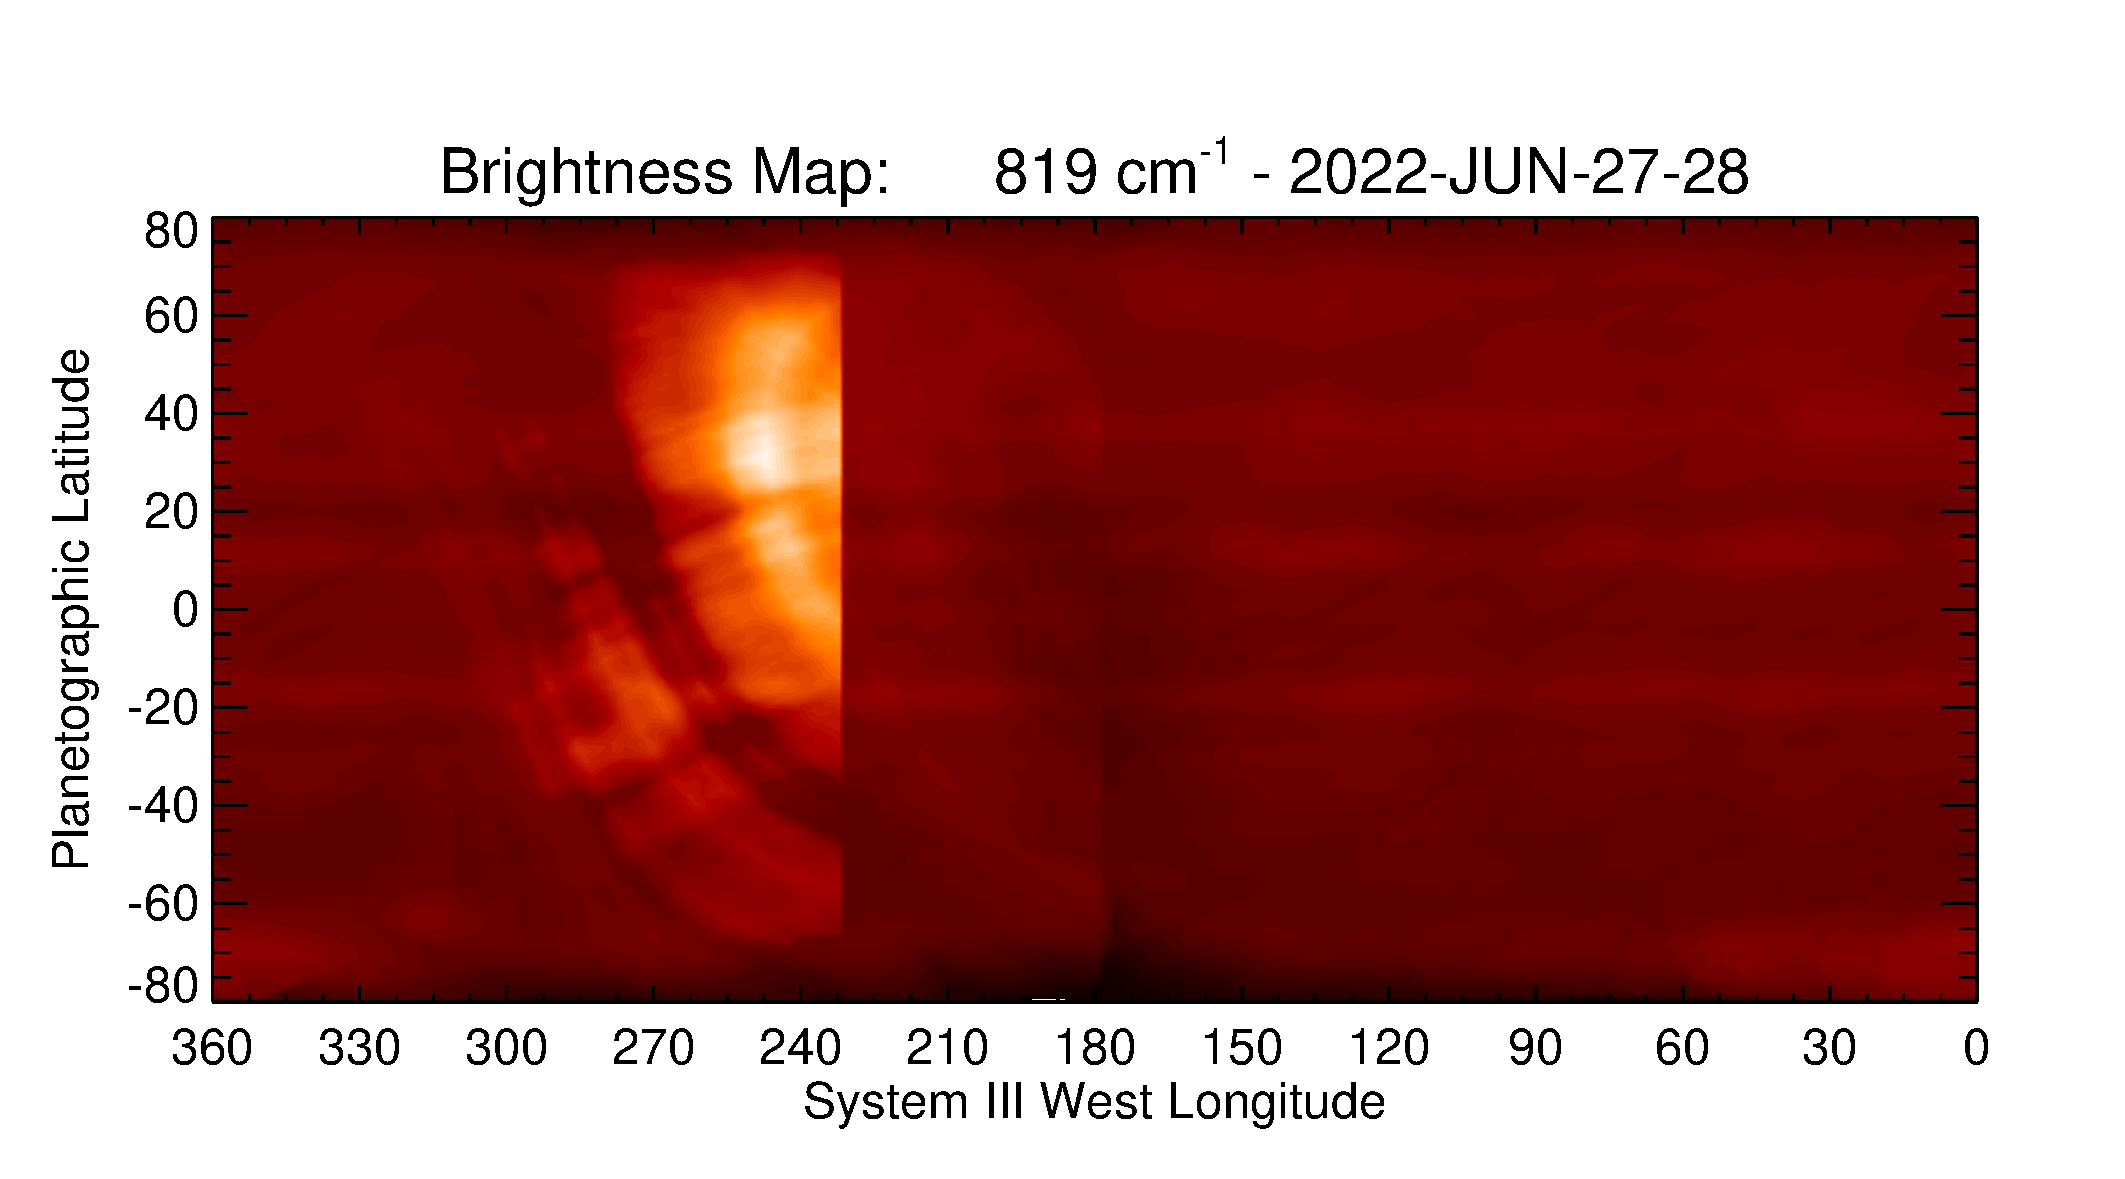 Brightness Map: 819 cm-1 - 2022-JUN-27-28
80
60
40
20
0
-20
-40
-60
-80
Planetographic Latitude
360 330 300 270 240 210 180 150 120 90 60 30 0
System III West Longitude